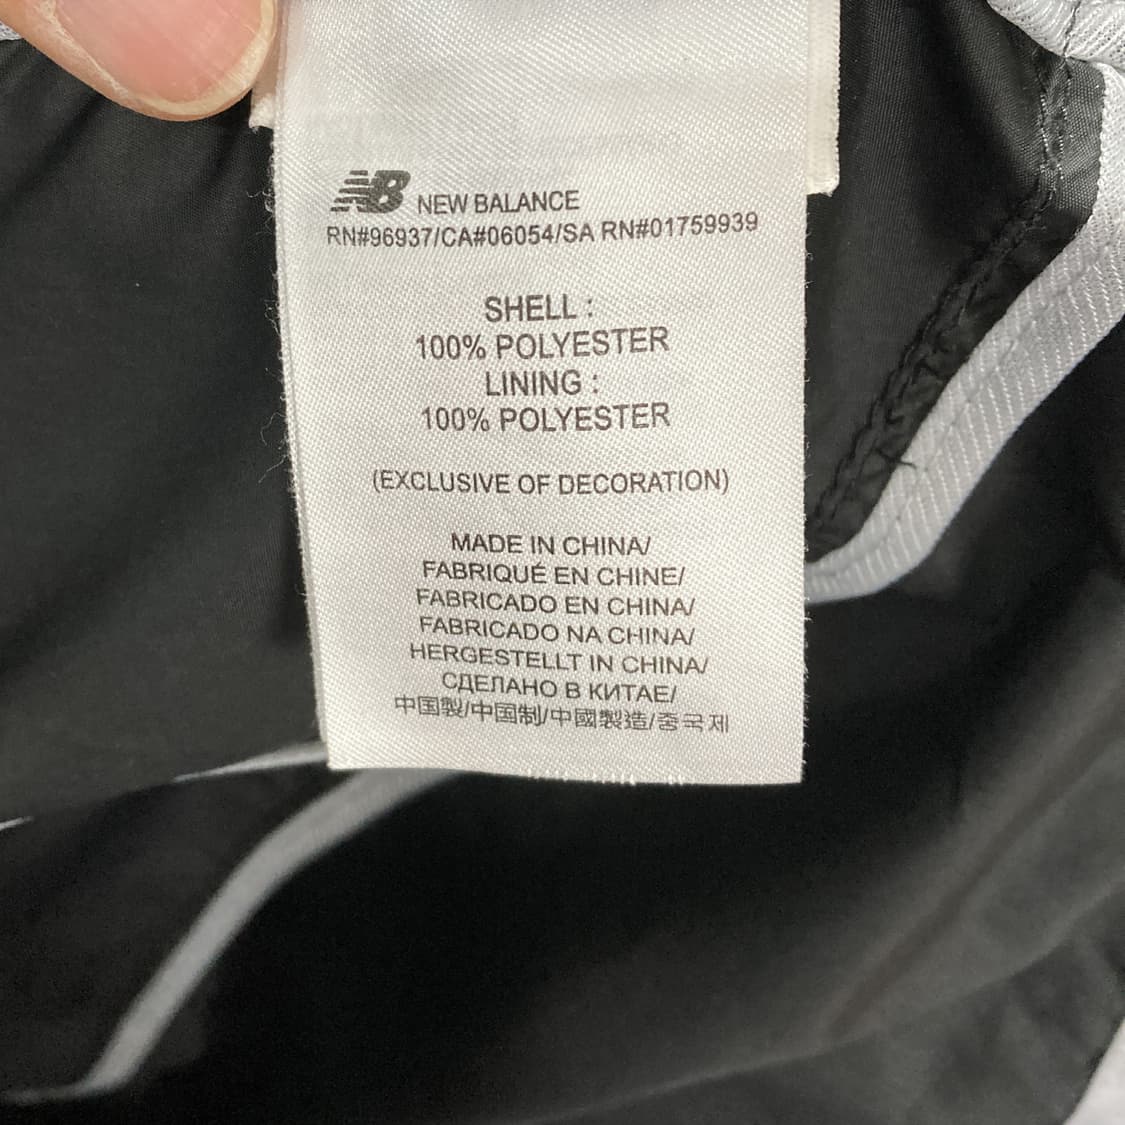 NB NEW BALANCE
RN#96937/CA#06054/SA RN#01759939
SHELL :
100% POLYESTER
LINING :
100% POLYESTER
(EXCLUSIVE OF DECORATION)
MADE IN CHINA/
FABRIQUÉ EN CHINE/
FABRICADO EN CHINA/
FABRICADO NA CHINA/
HERGESTELLT IN CHINA/
СДЕЛАНО В КИТАЕ/
中国製/中国制/中國製造/중국제